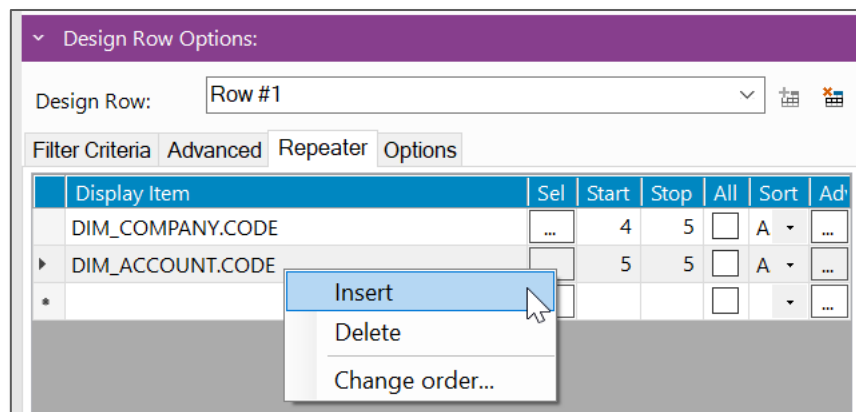 Design Row Options:
Design Row: Row #1
Filter Criteria Advanced Repeater Options
Display Item Sel Start Stop All Sort Adv
DIM_COMPANY.CODE ... 4 5 A ...
DIM_ACCOUNT.CODE 5 5 A ...
* ...
Insert
Delete
Change order...